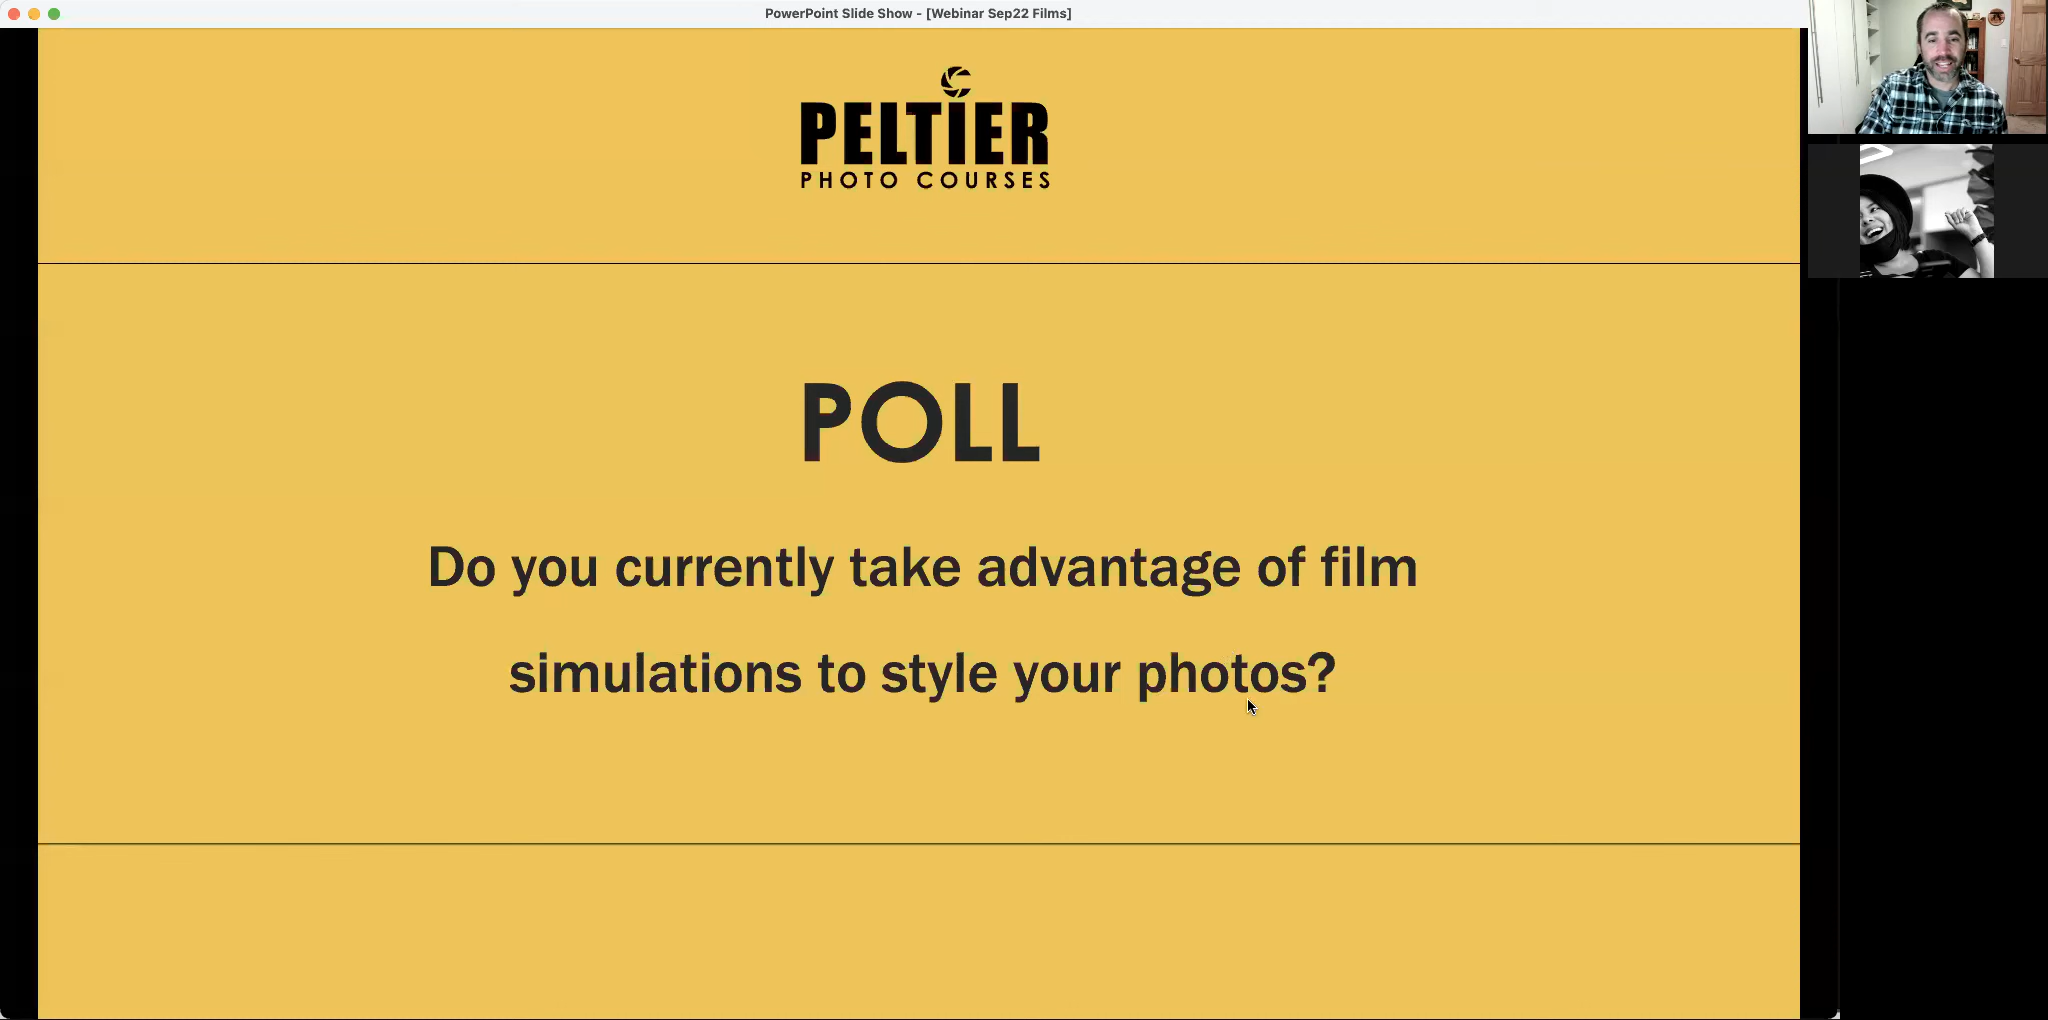 PowerPoint Slide Show - [Webinar Sep22 Films]
PELTIER
PHOTO COURSES
POLL
Do you currently take advantage of film
simulations to style your photos?